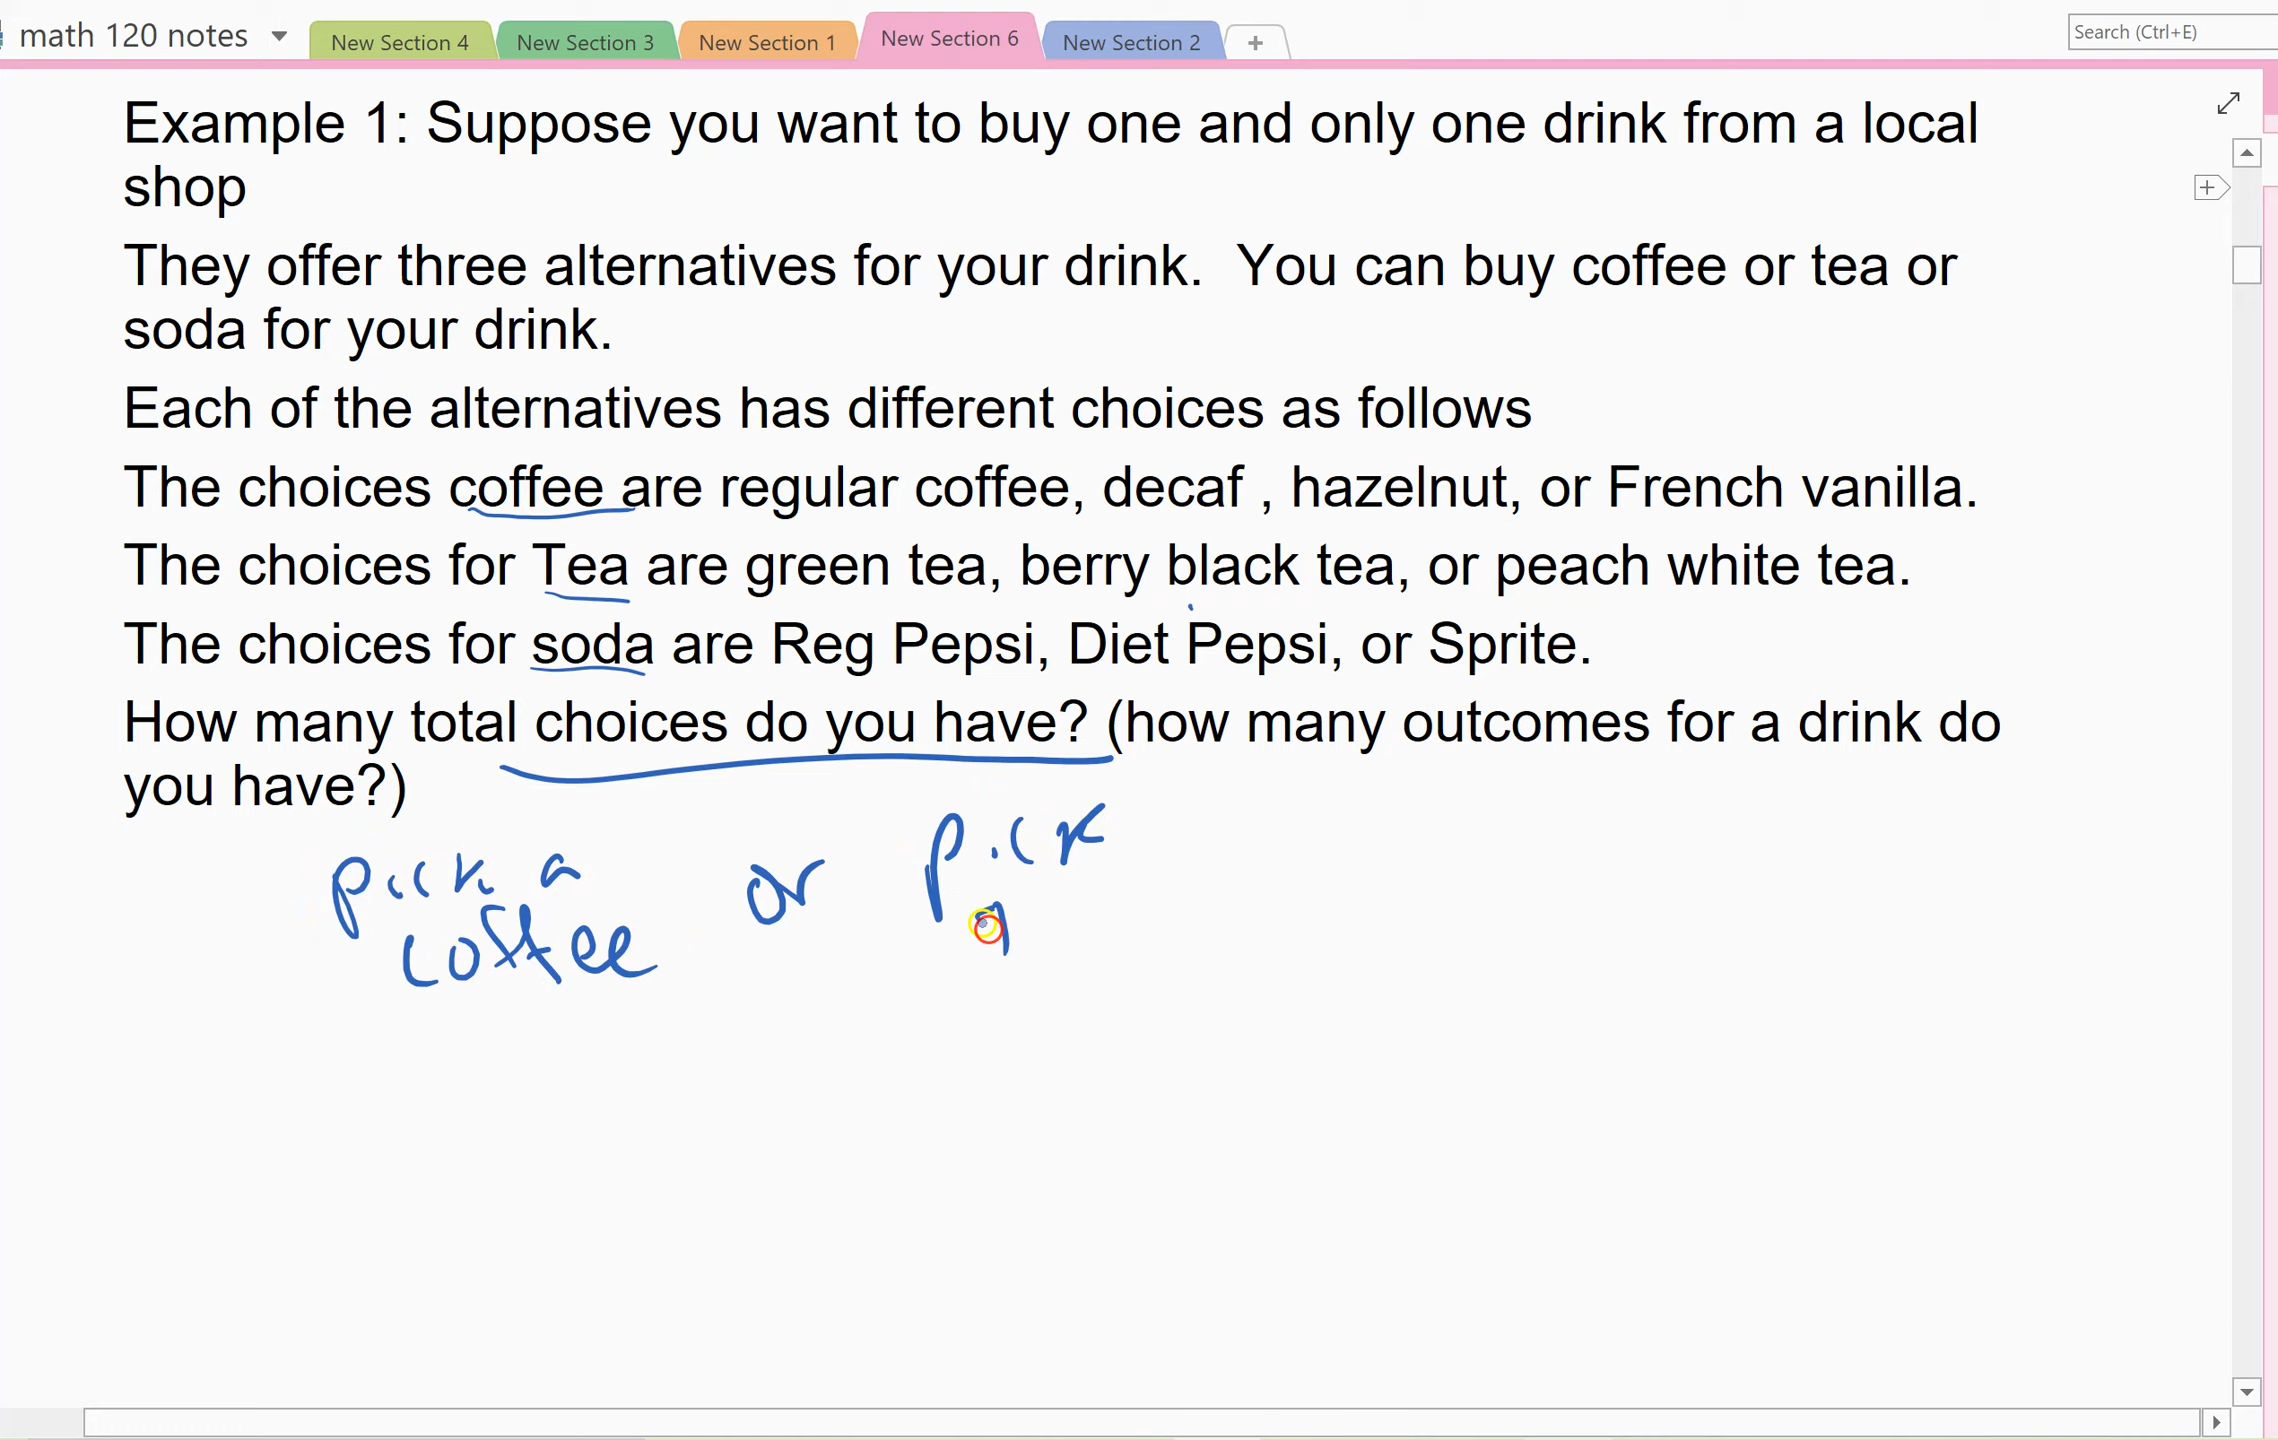 math 120 notes
New Section 4
New Section 3
New Section 1
New Section 6
New Section 2
+
Search (Ctrl+E)
Example 1: Suppose you want to buy one and only one drink from a local
shop
They offer three alternatives for your drink. You can buy coffee or tea or
soda for your drink.
Each of the alternatives has different choices as follows
The choices coffee are regular coffee, decaf , hazelnut, or French vanilla.
The choices for Tea are green tea, berry black tea, or peach white tea.
The choices for soda are Reg Pepsi, Diet Pepsi, or Sprite.
How many total choices do you have? (how many outcomes for a drink do
you have?)
pick a
coffee
or
pick